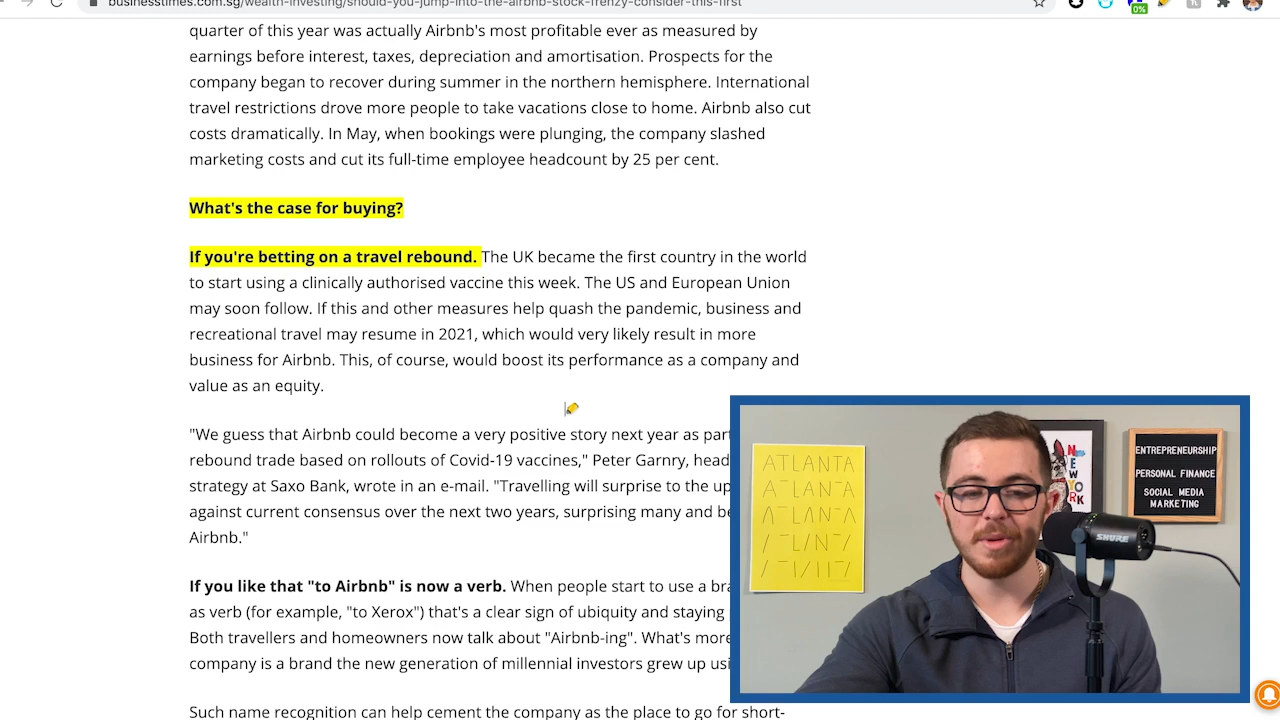 businesstimes.com.sg/wealth-investing/should-you-jump-into-the-airbnb-stock-frenzy-consider-this-first
0%
quarter of this year was actually Airbnb's most profitable ever as measured by
earnings before interest, taxes, depreciation and amortisation. Prospects for the
company began to recover during summer in the northern hemisphere. International
travel restrictions drove more people to take vacations close to home. Airbnb also cut
costs dramatically. In May, when bookings were plunging, the company slashed
marketing costs and cut its full-time employee headcount by 25 per cent.
What's the case for buying?
If you're betting on a travel rebound. The UK became the first country in the world
to start using a clinically authorised vaccine this week. The US and European Union
may soon follow. If this and other measures help quash the pandemic, business and
recreational travel may resume in 2021, which would very likely result in more
business for Airbnb. This, of course, would boost its performance as a company and
value as an equity.
"We guess that Airbnb could become a very positive story next year as part
rebound trade based on rollouts of Covid-19 vaccines," Peter Garnry, head
strategy at Saxo Bank, wrote in an e-mail. "Travelling will surprise to the up
against current consensus over the next two years, surprising many and be
Airbnb."
If you like that "to Airbnb" is now a verb. When people start to use a bra
as verb (for example, "to Xerox") that's a clear sign of ubiquity and staying
Both travellers and homeowners now talk about "Airbnb-ing". What's more
company is a brand the new generation of millennial investors grew up usi
Such name recognition can help cement the company as the place to go for short-
ATLANTA
NEW
YORK
ENTREPRENEURSHIP
PERSONAL FINANCE
SOCIAL MEDIA
MARKETING
SHURE